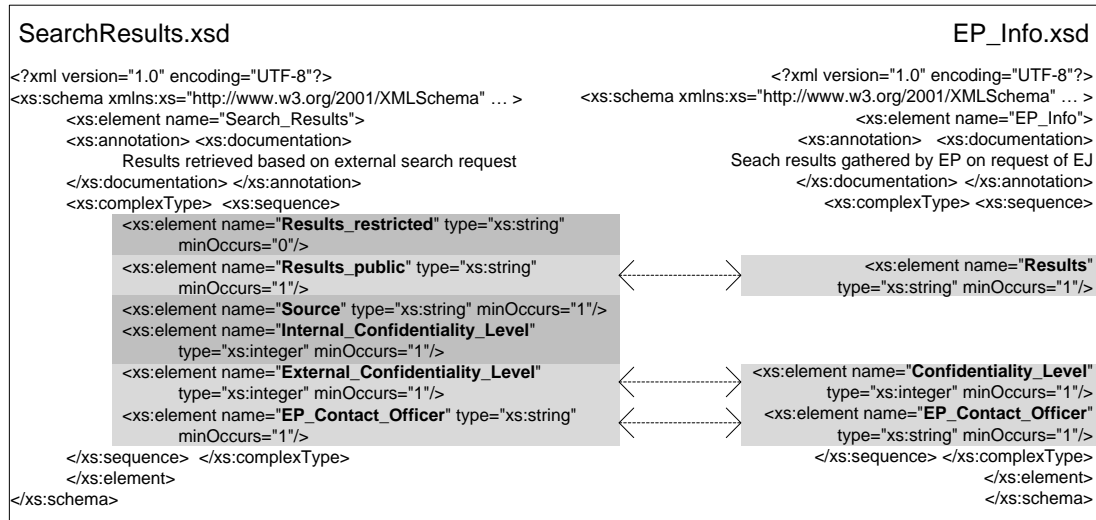 SearchResults.xsd
<?xml version="1.0" encoding="UTF-8"?>
<xs:schema xmlns:xs="http://www.w3.org/2001/XMLSchema" … >
<xs:element name="Search_Results">
<xs:annotation> <xs:documentation>
Results retrieved based on external search request
</xs:documentation> </xs:annotation>
<xs:complexType> <xs:sequence>
<xs:element name="Results_restricted" type="xs:string"
minOccurs="0"/>
<xs:element name="Results_public" type="xs:string"
minOccurs="1"/>
<xs:element name="Source" type="xs:string" minOccurs="1"/>
<xs:element name="Internal_Confidentiality_Level"
type="xs:integer" minOccurs="1"/>
<xs:element name="External_Confidentiality_Level"
type="xs:integer" minOccurs="1"/>
<xs:element name="EP_Contact_Officer" type="xs:string"
minOccurs="1"/>
</xs:sequence> </xs:complexType>
</xs:element>
</xs:schema>
EP_Info.xsd
<?xml version="1.0" encoding="UTF-8"?>
<xs:schema xmlns:xs="http://www.w3.org/2001/XMLSchema" … >
<xs:element name="EP_Info">
<xs:annotation> <xs:documentation>
Seach results gathered by EP on request of EJ
</xs:documentation> </xs:annotation>
<xs:complexType> <xs:sequence>
<xs:element name="Results"
type="xs:string" minOccurs="1"/>
<xs:element name="Confidentiality_Level"
type="xs:integer" minOccurs="1"/>
<xs:element name="EP_Contact_Officer"
type="xs:string" minOccurs="1"/>
</xs:sequence> </xs:complexType>
</xs:element>
</xs:schema>